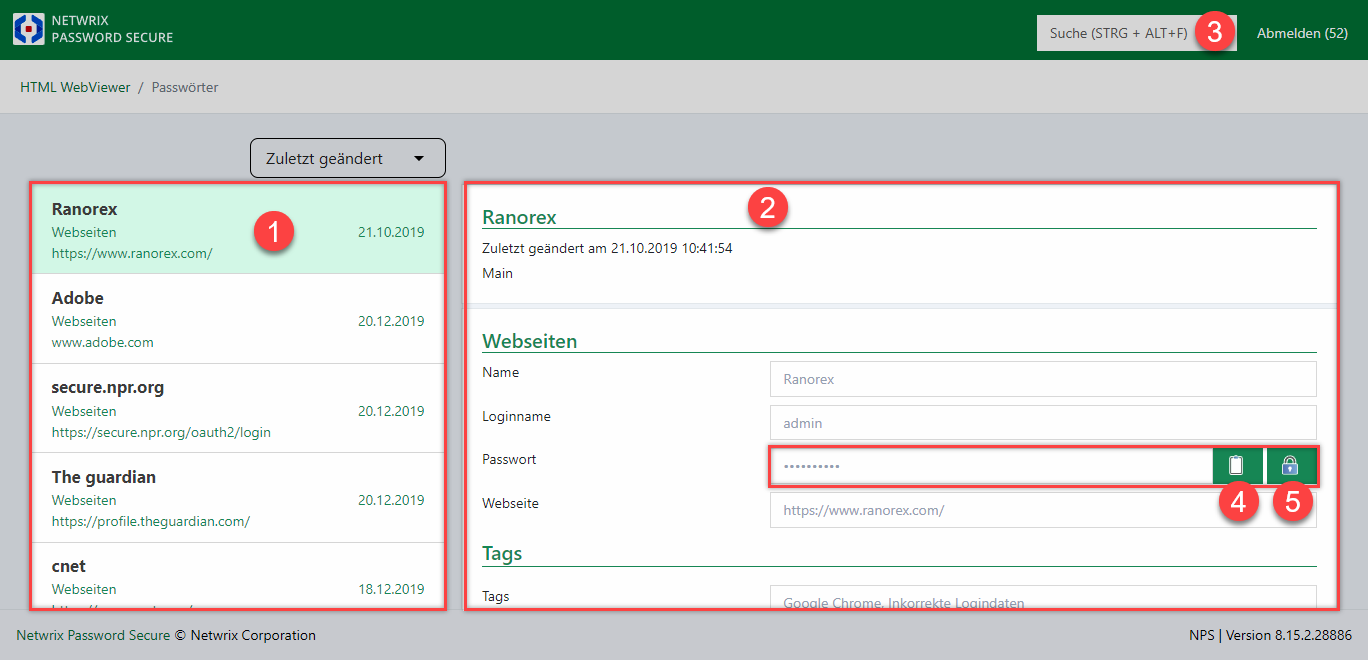 NETWRIX
PASSWORD SECURE
Suche (STRG + ALT+F)
3
Abmelden (52)
HTML WebViewer / Passwörter
Zuletzt geändert
Ranorex
Webseiten
21.10.2019
https://www.ranorex.com/
1
Adobe
Webseiten
20.12.2019
www.adobe.com
secure.npr.org
Webseiten
20.12.2019
https://secure.npr.org/oauth2/login
The guardian
Webseiten
20.12.2019
https://profile.theguardian.com/
cnet
Webseiten
18.12.2019
2
Ranorex
Zuletzt geändert am 21.10.2019 10:41:54
Main
Webseiten
Name
Ranorex
Loginname
admin
Passwort
••••••••••
4
5
Webseite
https://www.ranorex.com/
Tags
Tags
Google Chrome, Inkorrekte Logindaten
Netwrix Password Secure © Netwrix Corporation
NPS | Version 8.15.2.28886